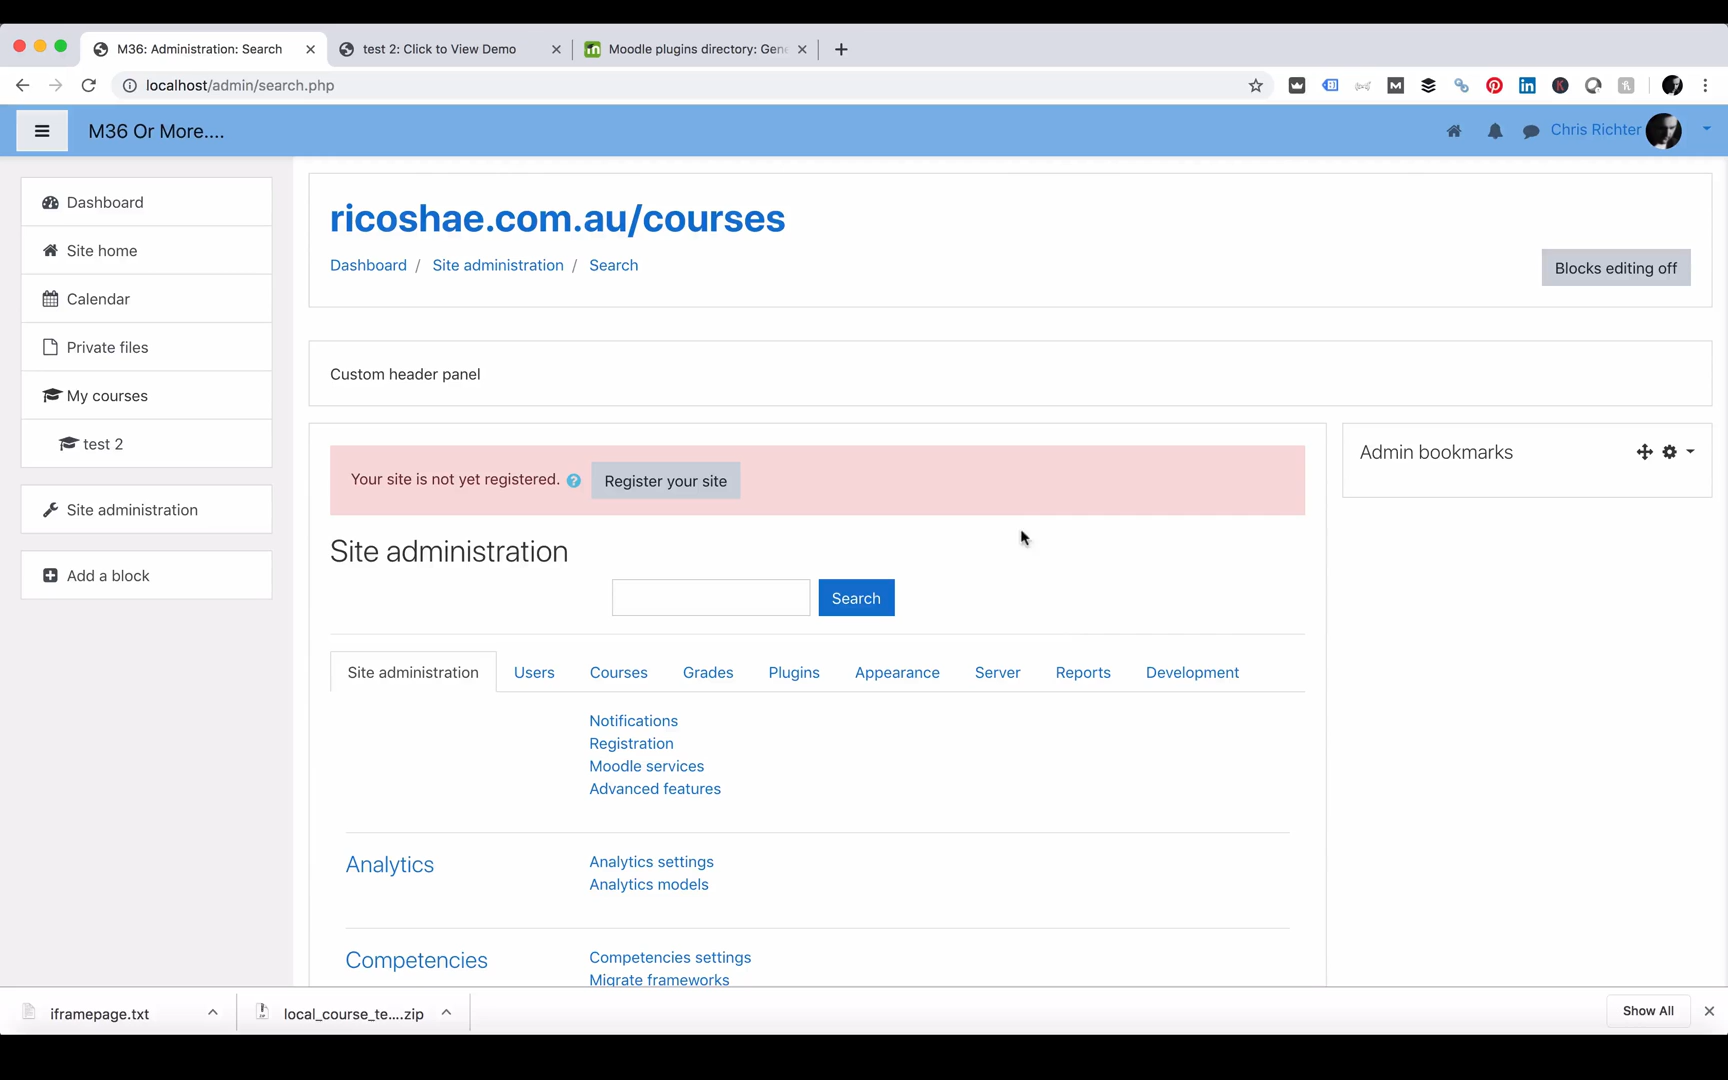 M36: Administration: Search
test 2: Click to View Demo
Moodle plugins directory: Gene
localhost/admin/search.php
M36 Or More....
Chris Richter
Dashboard
Site home
Calendar
Private files
My courses
test 2
Site administration
Add a block
ricoshae.com.au/courses
Dashboard / Site administration / Search
Blocks editing off
Custom header panel
Your site is not yet registered. ? Register your site
Admin bookmarks
Site administration
Search
Site administration Users Courses Grades Plugins Appearance Server Reports Development
Notifications
Registration
Moodle services
Advanced features
Analytics
Analytics settings
Analytics models
Competencies
Competencies settings
Migrate frameworks
iframepage.txt
local_course_te....zip
Show All